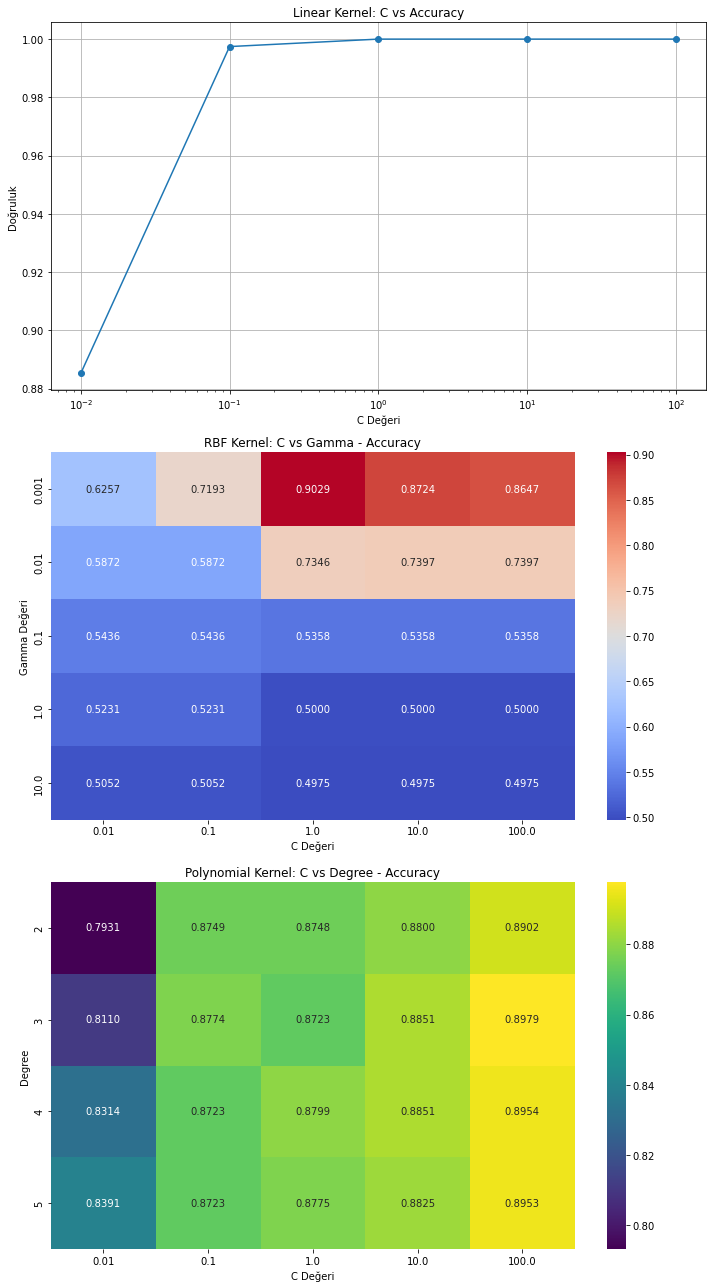 Linear Kernel: C vs Accuracy
1.00
0.98
0.96
0.94
0.92
0.90
0.88
Doğruluk
10⁻² 10⁻¹ 10⁰ 10¹ 10²
C Değeri
RBF Kernel: C vs Gamma - Accuracy
0.001 0.6257 0.7193 0.9029 0.8724 0.8647
0.01 0.5872 0.5872 0.7346 0.7397 0.7397
0.1 0.5436 0.5436 0.5358 0.5358 0.5358
1.0 0.5231 0.5231 0.5000 0.5000 0.5000
10.0 0.5052 0.5052 0.4975 0.4975 0.4975
Gamma Değeri
0.01 0.1 1.0 10.0 100.0
C Değeri
0.90
0.85
0.80
0.75
0.70
0.65
0.60
0.55
0.50
Polynomial Kernel: C vs Degree - Accuracy
2 0.7931 0.8749 0.8748 0.8800 0.8902
3 0.8110 0.8774 0.8723 0.8851 0.8979
4 0.8314 0.8723 0.8799 0.8851 0.8954
5 0.8391 0.8723 0.8775 0.8825 0.8953
Degree
0.01 0.1 1.0 10.0 100.0
C Değeri
0.88
0.86
0.84
0.82
0.80